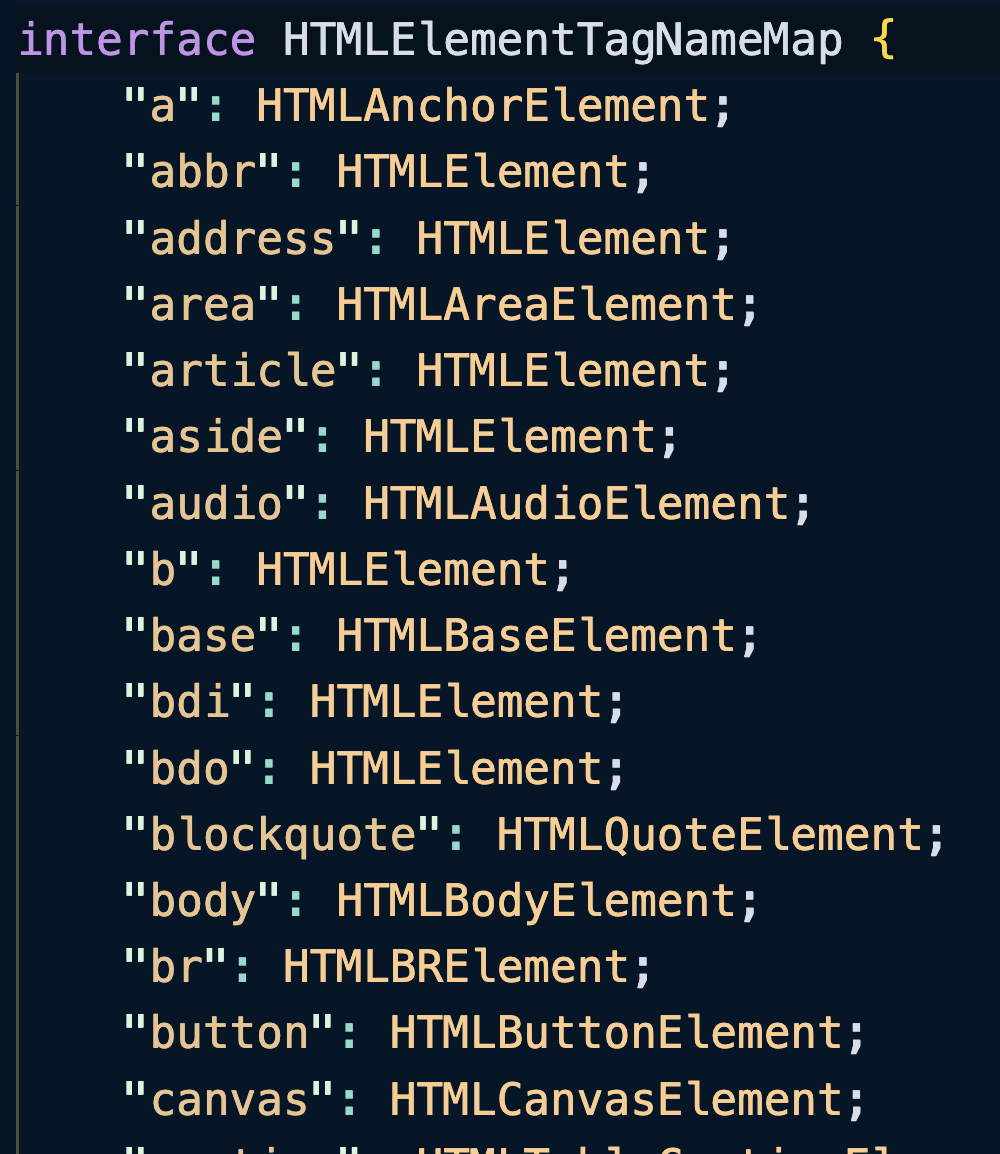 interface HTMLElementTagNameMap {
"a": HTMLAnchorElement;
"abbr": HTMLElement;
"address": HTMLElement;
"area": HTMLAreaElement;
"article": HTMLElement;
"aside": HTMLElement;
"audio": HTMLAudioElement;
"b": HTMLElement;
"base": HTMLBaseElement;
"bdi": HTMLElement;
"bdo": HTMLElement;
"blockquote": HTMLQuoteElement;
"body": HTMLBodyElement;
"br": HTMLBRElement;
"button": HTMLButtonElement;
"canvas": HTMLCanvasElement;